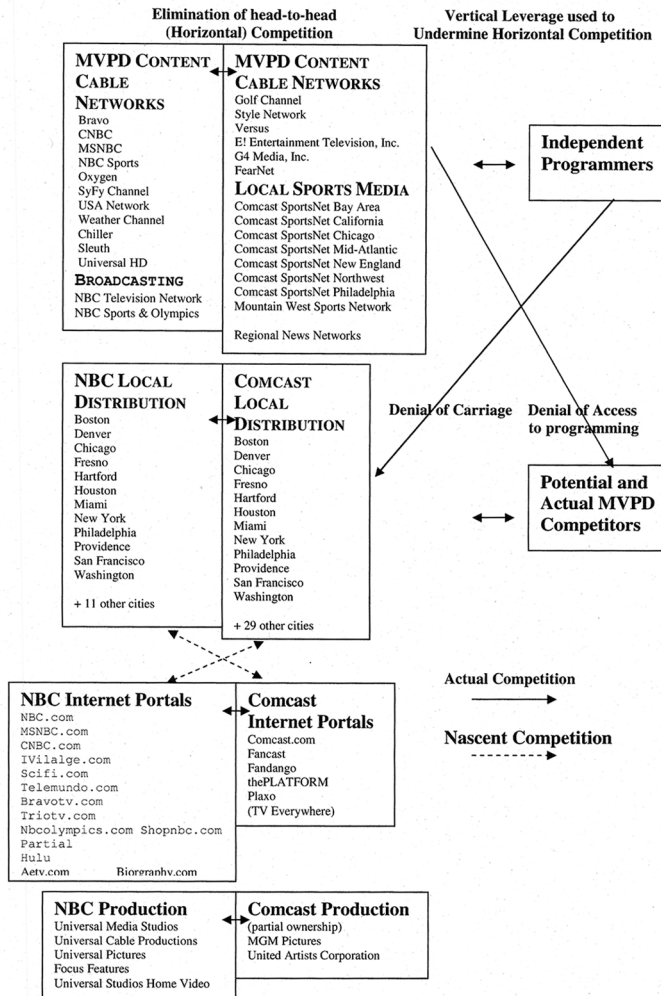 Elimination of head-to-head
(Horizontal) Competition
Vertical Leverage used to
Undermine Horizontal Competition
MVPD CONTENT
CABLE
NETWORKS
Bravo
CNBC
MSNBC
NBC Sports
Oxygen
SyFy Channel
USA Network
Weather Channel
Chiller
Sleuth
Universal HD
BROADCASTING
NBC Television Network
NBC Sports & Olympics
MVPD CONTENT
CABLE NETWORKS
Golf Channel
Style Network
Versus
E! Entertainment Television, Inc.
G4 Media, Inc.
FearNet
LOCAL SPORTS MEDIA
Comcast SportsNet Bay Area
Comcast SportsNet California
Comcast SportsNet Chicago
Comcast SportsNet Mid-Atlantic
Comcast SportsNet New England
Comcast SportsNet Northwest
Comcast SportsNet Philadelphia
Mountain West Sports Network
Regional News Networks
Independent
Programmers
NBC LOCAL
DISTRIBUTION
Boston
Denver
Chicago
Fresno
Hartford
Houston
Miami
New York
Philadelphia
Providence
San Francisco
Washington
+ 11 other cities
COMCAST
LOCAL
DISTRIBUTION
Boston
Denver
Chicago
Fresno
Hartford
Houston
Miami
New York
Philadelphia
Providence
San Francisco
Washington
+ 29 other cities
Denial of Carriage
Denial of Access
to programming
Potential and
Actual MVPD
Competitors
NBC Internet Portals
NBC.com
MSNBC.com
CNBC.com
IVilalge.com
Scifi.com
Telemundo.com
Bravotv.com
Triotv.com
Nbcolympics.com Shopnbc.com
Partial
Hulu
Aetv.com Biorgraphy.com
Comcast
Internet Portals
Comcast.com
Fancast
Fandango
thePLATFORM
Plaxo
(TV Everywhere)
Actual Competition
Nascent Competition
NBC Production
Universal Media Studios
Universal Cable Productions
Universal Pictures
Focus Features
Universal Studios Home Video
Comcast Production
(partial ownership)
MGM Pictures
United Artists Corporation